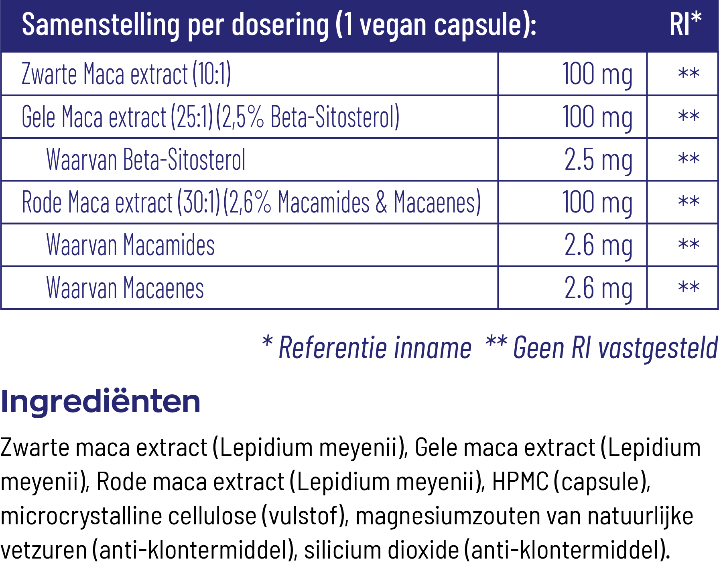 Samenstelling per dosering (1 vegan capsule): RI*
Zwarte Maca extract (10:1) 100 mg **
Gele Maca extract (25:1) (2,5% Beta-Sitosterol) 100 mg **
Waarvan Beta-Sitosterol 2.5 mg **
Rode Maca extract (30:1) (2,6% Macamides & Macaenes) 100 mg **
Waarvan Macamides 2.6 mg **
Waarvan Macaenes 2.6 mg **
* Referentie inname ** Geen RI vastgesteld
Ingrediënten
Zwarte maca extract (Lepidium meyenii), Gele maca extract (Lepidium
meyenii), Rode maca extract (Lepidium meyenii), HPMC (capsule),
microcrystalline cellulose (vulstof), magnesiumzouten van natuurlijke
vetzuren (anti-klontermiddel), silicium dioxide (anti-klontermiddel).